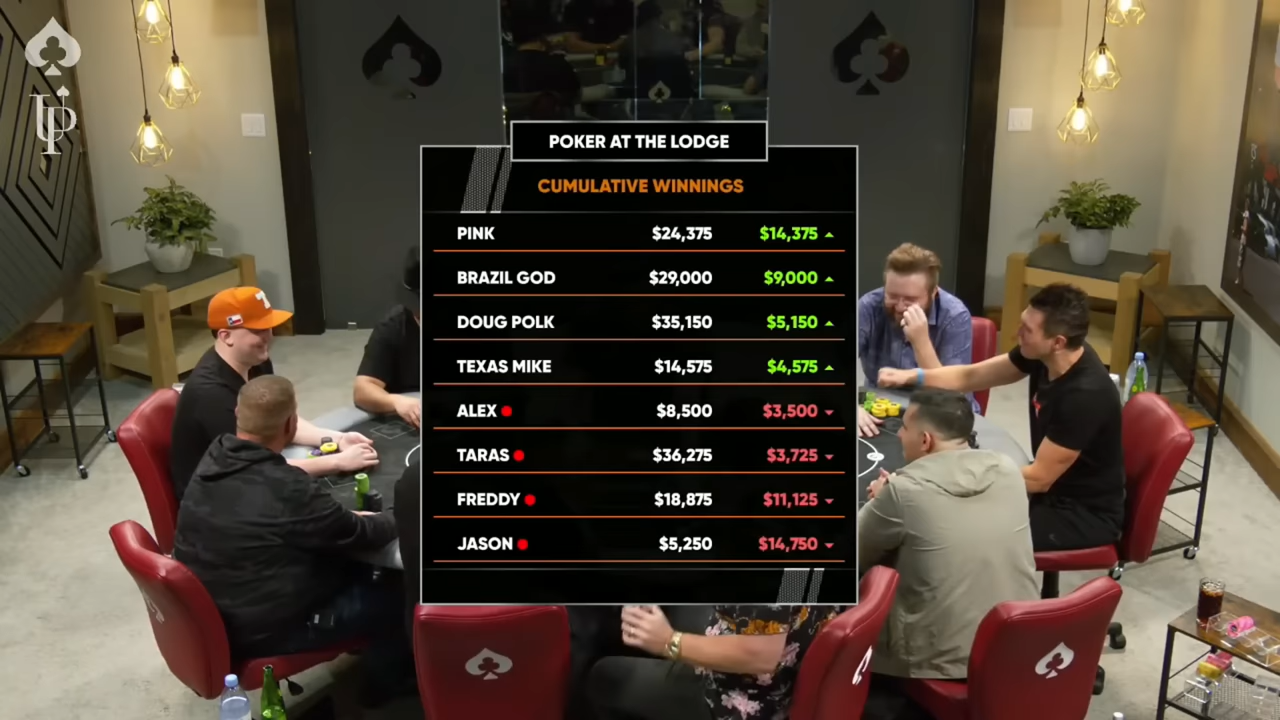 UP
POKER AT THE LODGE
CUMULATIVE WINNINGS
PINK $24,375 $14,375
BRAZIL GOD $29,000 $9,000
DOUG POLK $35,150 $5,150
TEXAS MIKE $14,575 $4,575
ALEX $8,500 $3,500
TARAS $36,275 $3,725
FREDDY $18,875 $11,125
JASON $5,250 $14,750